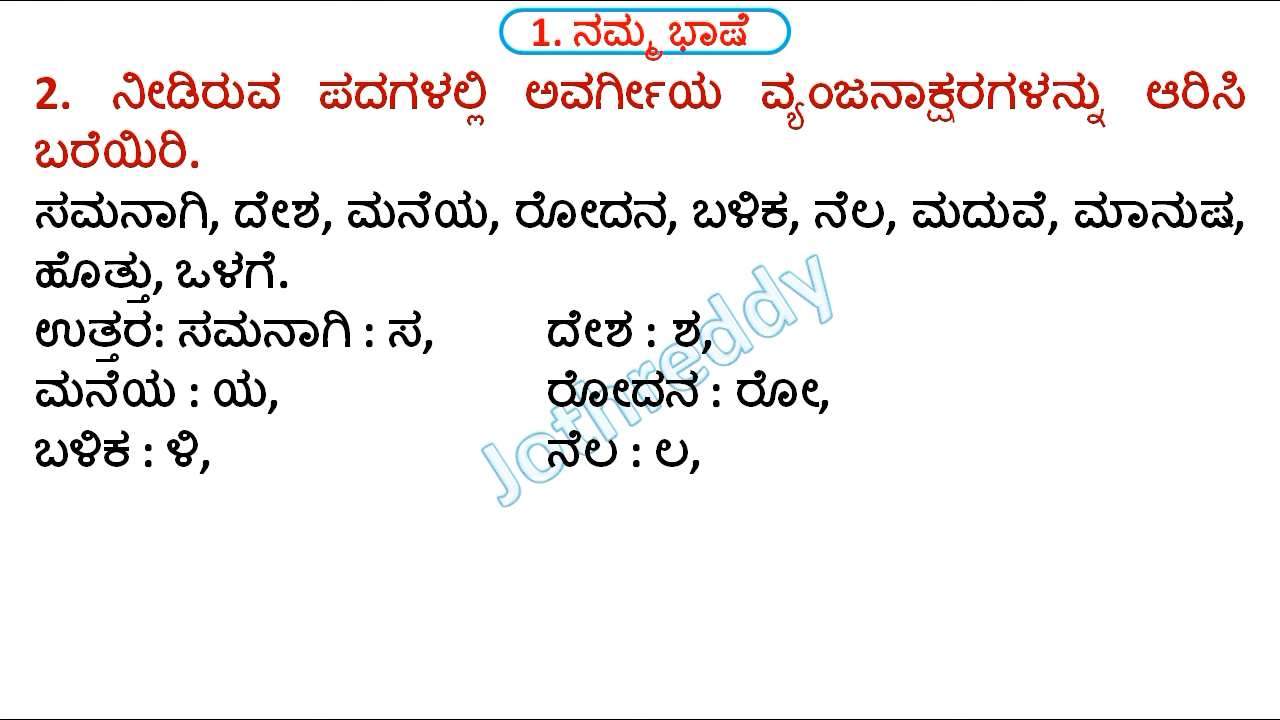 1. ನಮ್ಮ ಭಾಷೆ
2. ನೀಡಿರುವ ಪದಗಳಲ್ಲಿ ಅವರ್ಗೀಯ ವ್ಯಂಜನಾಕ್ಷರಗಳನ್ನು ಆರಿಸಿ
ಬರೆಯಿರಿ.
ಸಮನಾಗಿ, ದೇಶ, ಮನೆಯ, ರೋದನ, ಬಳಿಕ, ನೆಲ, ಮದುವೆ, ಮಾನುಷ,
ಹೊತ್ತು, ಒಳಗೆ.
ಉತ್ತರ: ಸಮನಾಗಿ : ಸ, ದೇಶ : ಶ,
ಮನೆಯ : ಯ, ರೋದನ : ರೋ,
ಬಳಿಕ : ಳಿ, ನೆಲ : ಲ,
Jothreddy